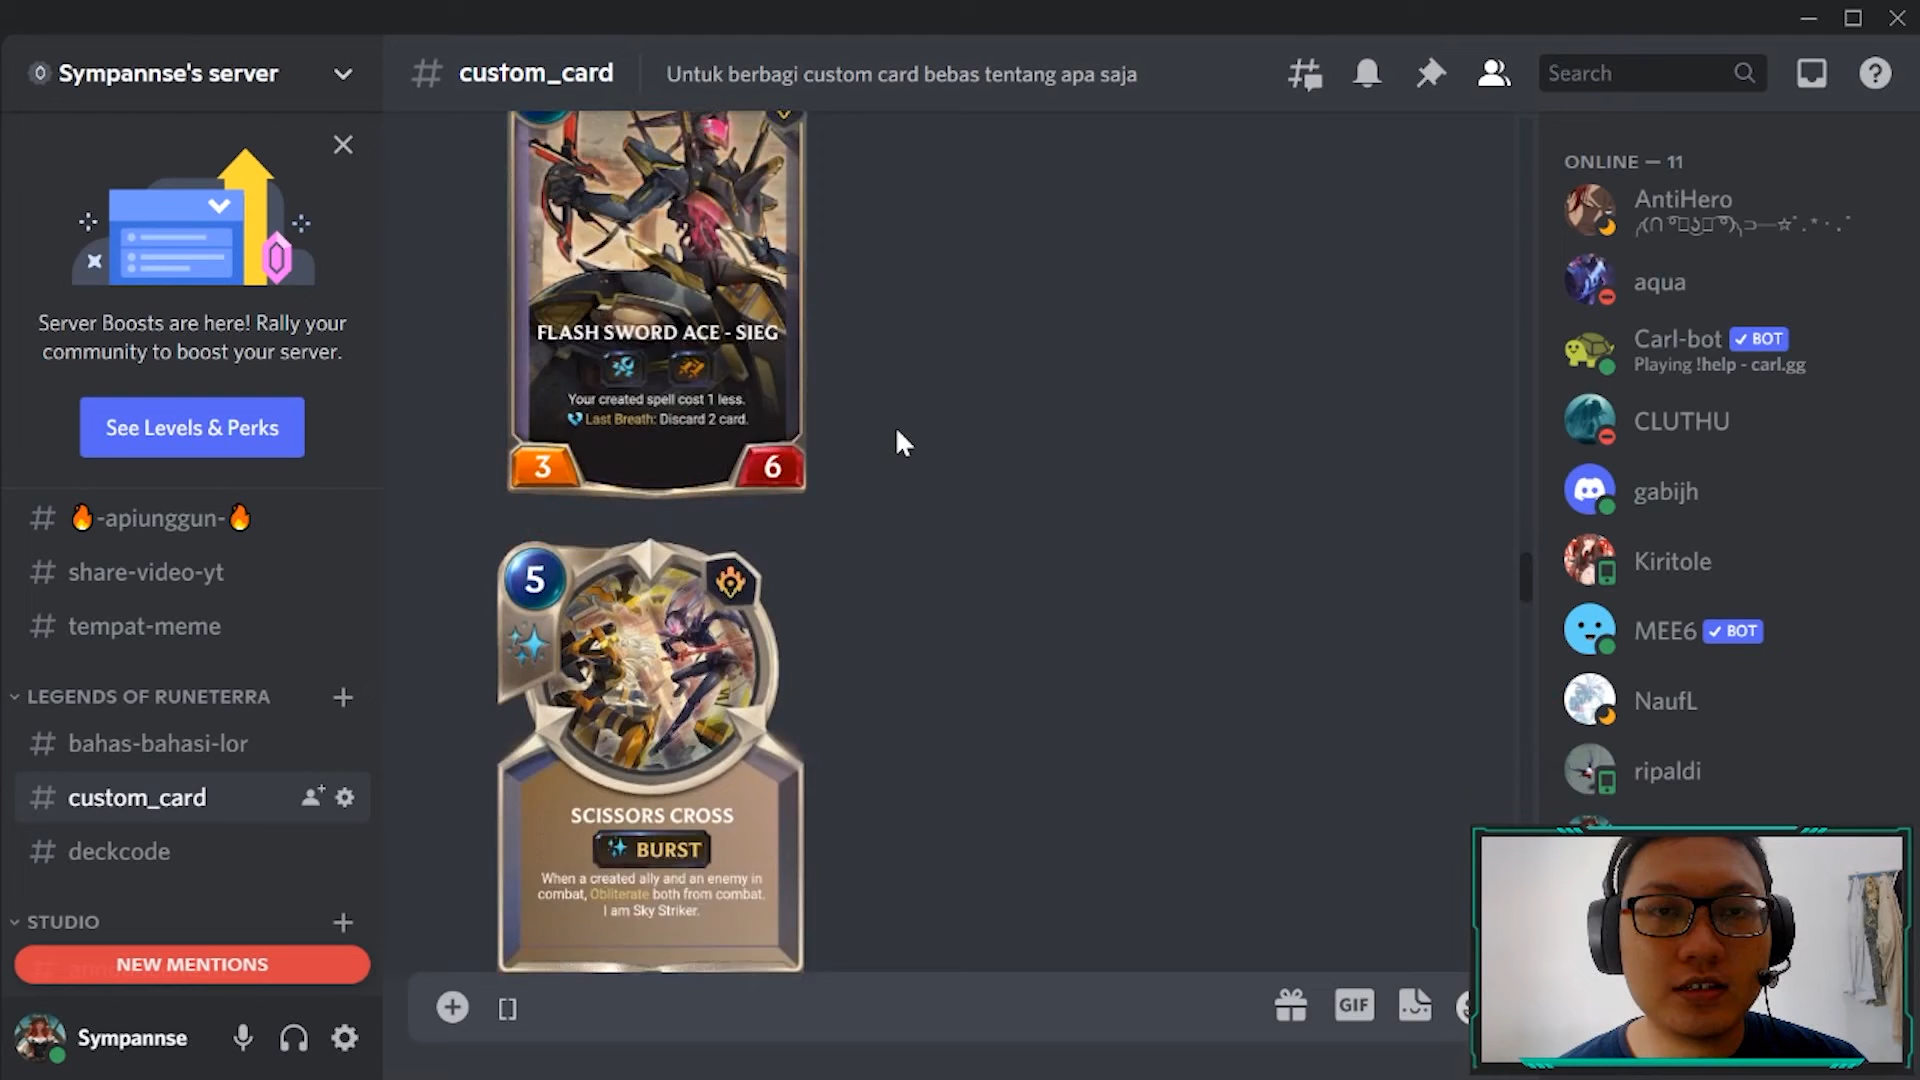 Sympannse's server
Server Boosts are here! Rally your
community to boost your server.
See Levels & Perks
# 🔥-apiunggun-🔥
# share-video-yt
# tempat-meme
LEGENDS OF RUNETERRA
# bahas-bahasi-lor
# custom_card
# deckcode
STUDIO
NEW MENTIONS
Sympannse
# custom_card
Untuk berbagi custom card bebas tentang apa saja
Search
FLASH SWORD ACE - SIEG
Your created spell cost 1 less.
Last Breath: Discard 2 card.
3
6
5
SCISSORS CROSS
BURST
When a created ally and an enemy in
combat, Obliterate both from combat.
I am Sky Striker.
[]
GIF
ONLINE — 11
AntiHero
aqua
Carl-bot ✓ BOT
Playing !help - carl.gg
CLUTHU
gabijh
Kiritole
MEE6 ✓ BOT
NaufL
ripaldi